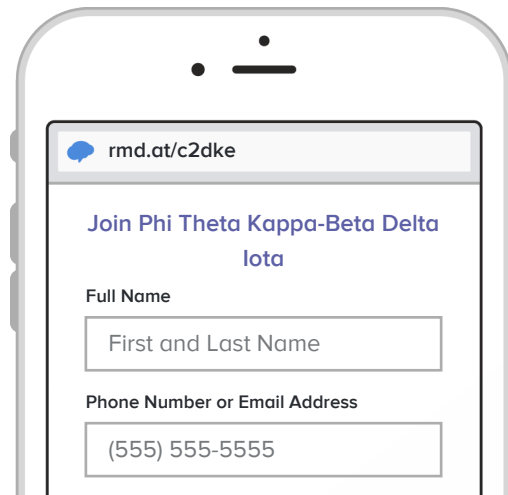 rmd.at/c2dke
Join Phi Theta Kappa-Beta Delta
Iota
Full Name
First and Last Name
Phone Number or Email Address
(555) 555-5555